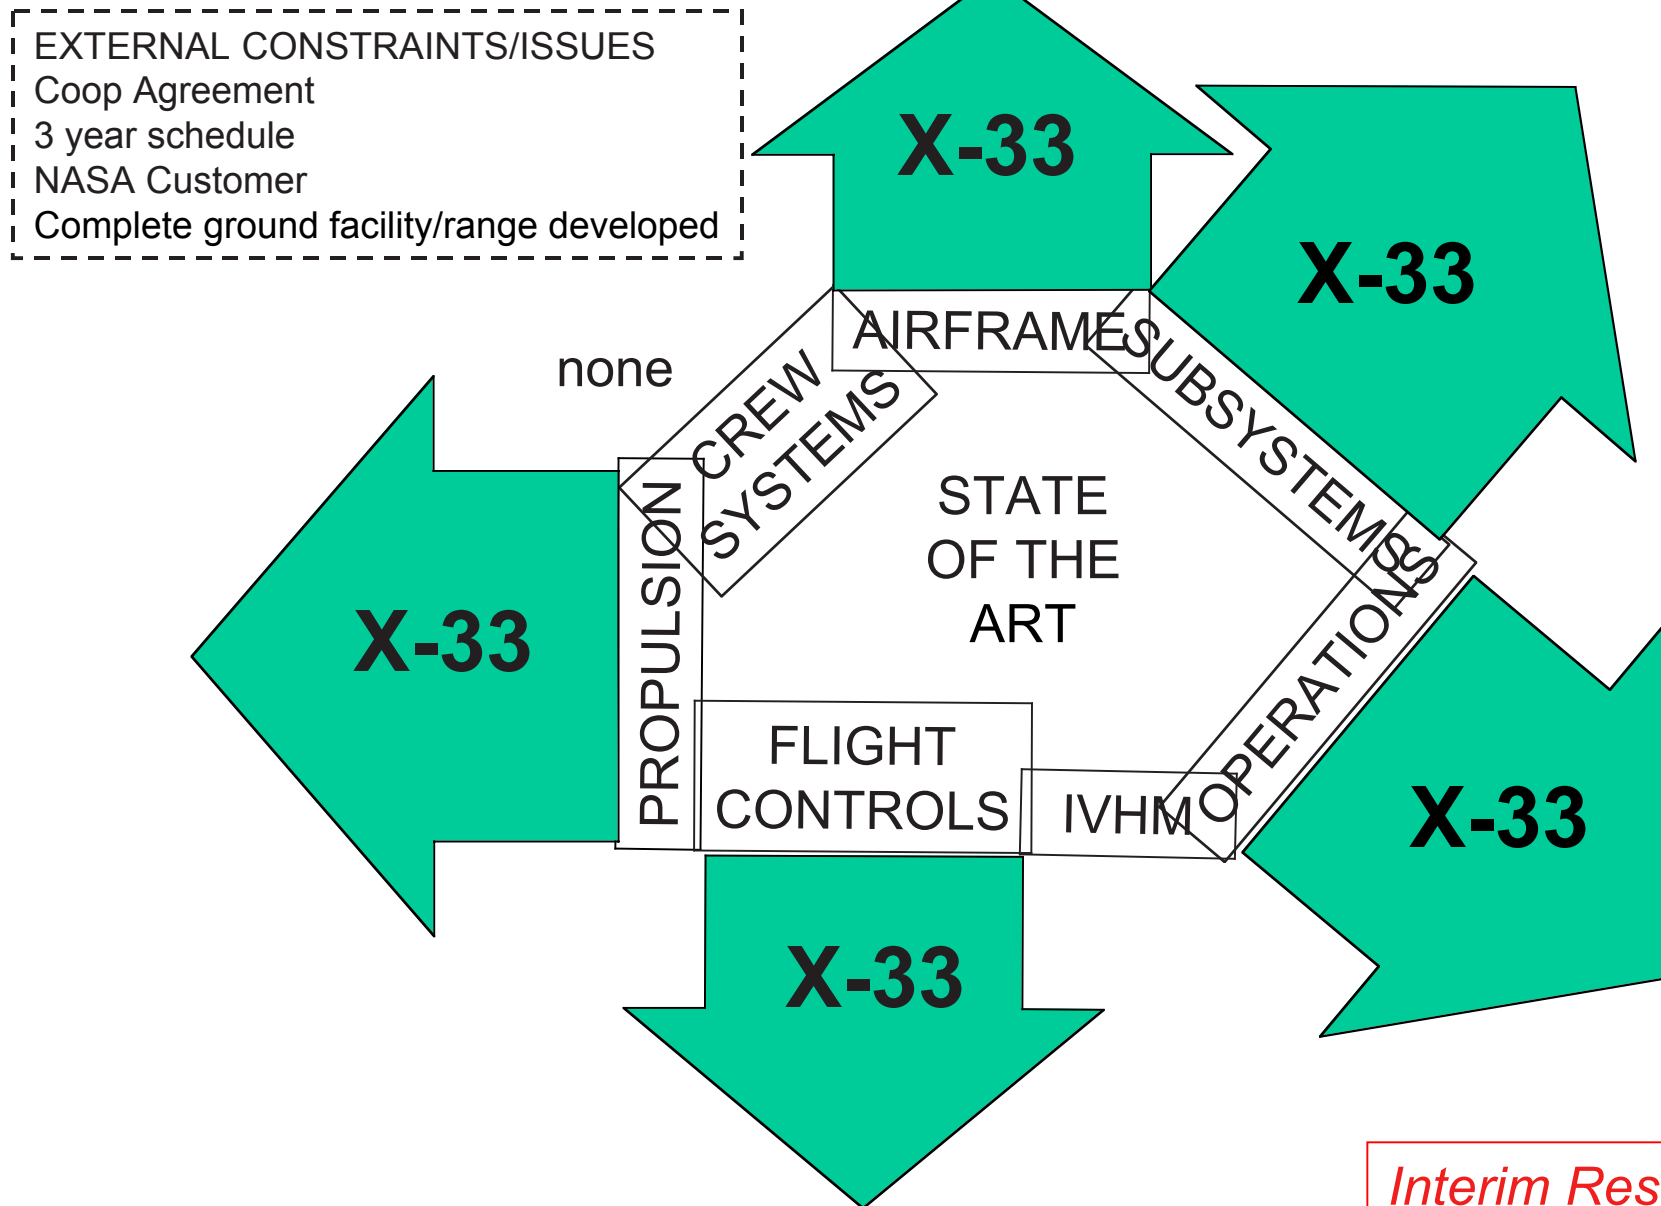 EXTERNAL CONSTRAINTS/ISSUES
Coop Agreement
3 year schedule
NASA Customer
Complete ground facility/range developed
X-33
X-33
AIRFRAME
none
CREW
SYSTEMS
SUBSYSTEMS
STATE
OF THE
ART
PROPULSION
X-33
OPERATIONS
FLIGHT
CONTROLS
IVHM
X-33
X-33
Interim Res